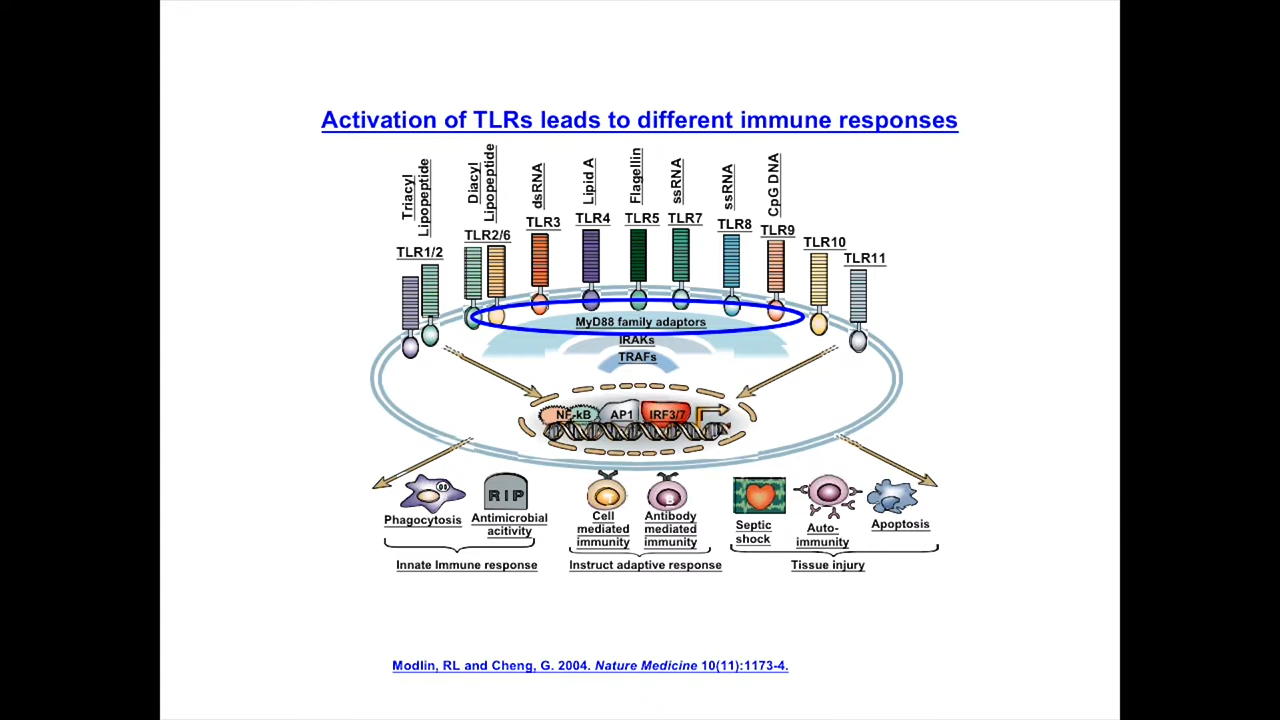 Activation of TLRs leads to different immune responses
Triacyl
Lipopeptide
Diacyl
Lipopeptide
dsRNA
Lipid A
Flagellin
ssRNA
ssRNA
CpG DNA
TLR1/2
TLR2/6
TLR3
TLR4
TLR5
TLR7
TLR8
TLR9
TLR10
TLR11
MyD88 family adaptors
IRAKs
TRAFs
NF-kB
AP1
IRF3/7
RIP
T
B
Phagocytosis
Antimicrobial
acitivity
Cell
mediated
immunity
Antibody
mediated
immunity
Septic
shock
Auto-
immunity
Apoptosis
Innate Immune response
Instruct adaptive response
Tissue injury
Modlin, RL and Cheng, G. 2004. Nature Medicine 10(11):1173-4.